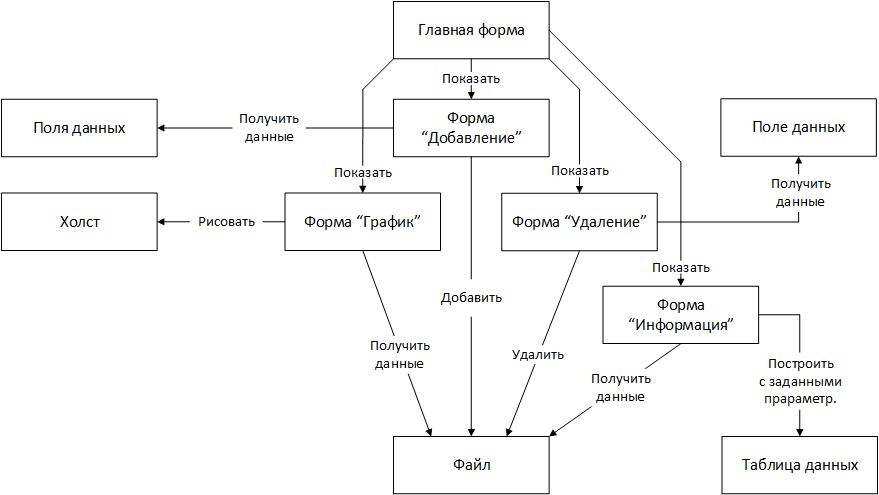 Главная форма
Показать
Поля данных
Получить
данные
Форма
“Добавление”
Поле данных
Показать
Показать
Получить
данные
Холст
Рисовать
Форма “График”
Форма “Удаление”
Показать
Добавить
Форма
“Информация”
Получить
данные
Удалить
Получить
данные
Построить
с заданными
прараметр.
Файл
Таблица данных